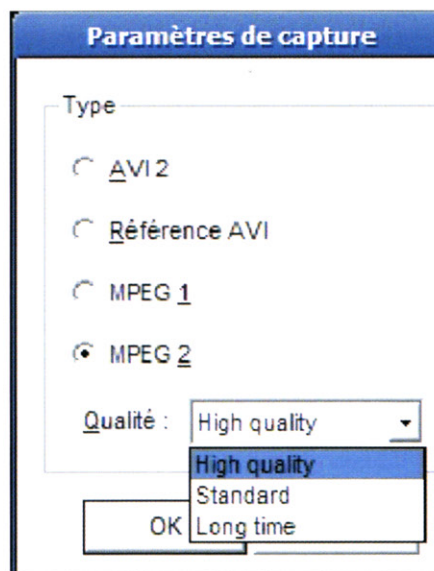 Paramètres de capture
Type
AVI 2
Référence AVI
MPEG 1
MPEG 2
Qualité : High quality
High quality
Standard
Long time
OK